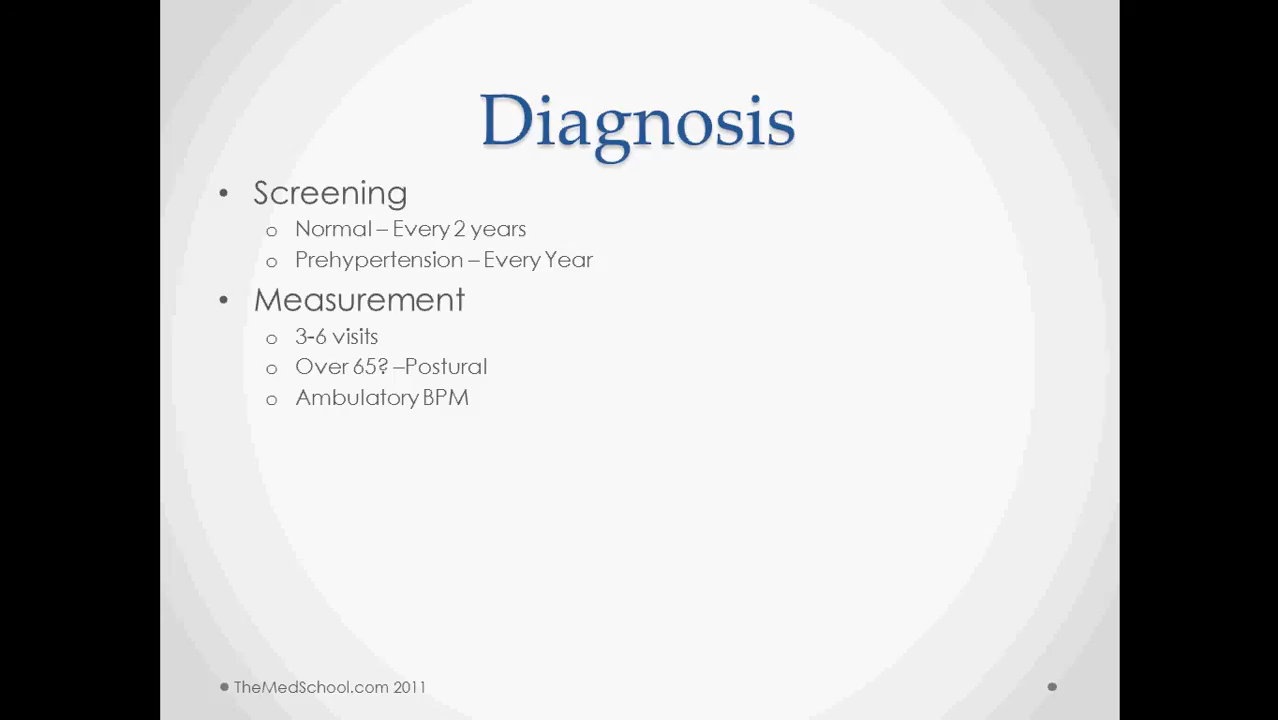 Diagnosis
• Screening
o Normal – Every 2 years
o Prehypertension – Every Year
• Measurement
o 3-6 visits
o Over 65? –Postural
o Ambulatory BPM
TheMedSchool.com 2011